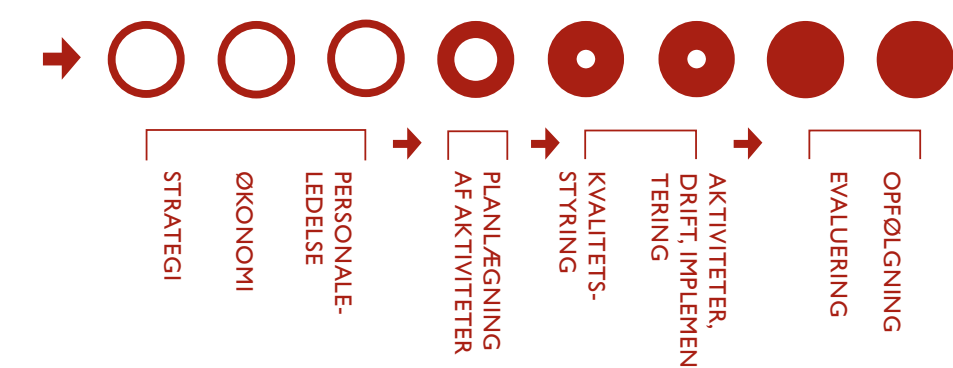 STRATEGI
ØKONOMI
PERSONALE-
LEDELSE
PLANLÆGNING
AF AKTIVITETER
KVALITETS-
STYRING
AKTIVITETER,
DRIFT, IMPLEMEN
TERING
EVALUERING
OPFØLGNING